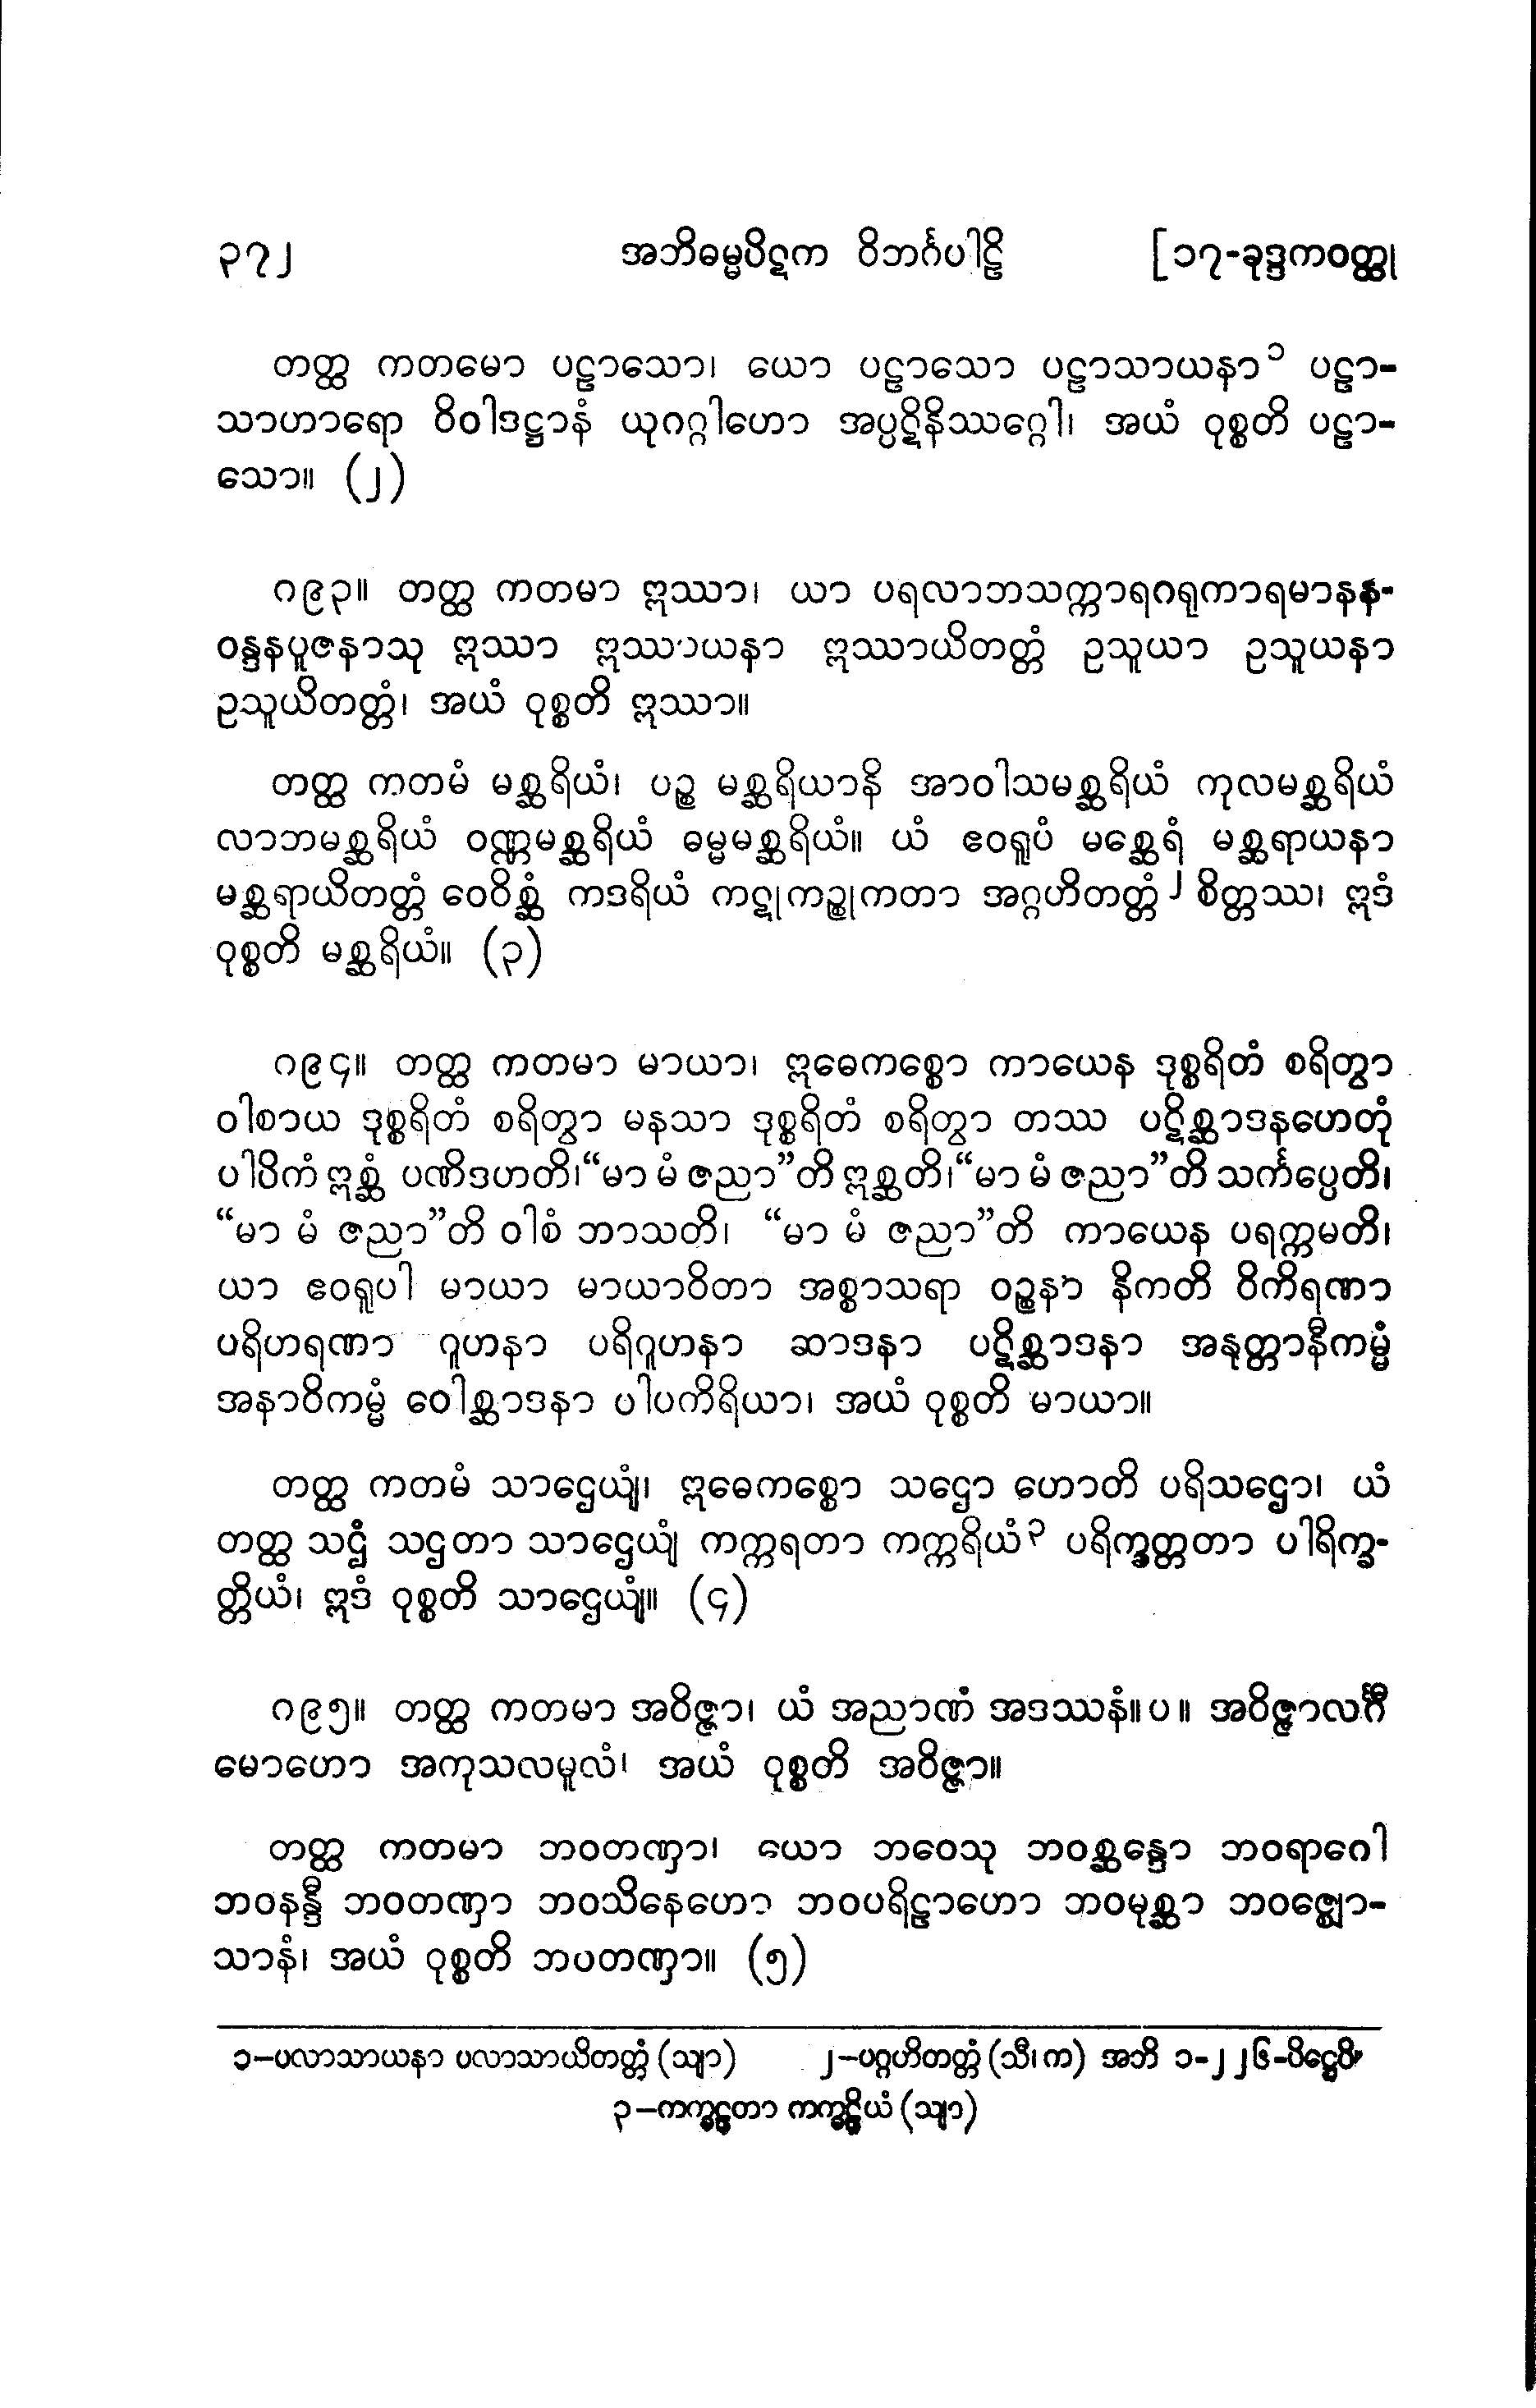 ၃၇၂ အဘိဓမ္မပိဋက ဝိဘင်္ဂပါဠိ [၁၇-ခုဒ္ဒကဝတ္ထု
တတ္ထ ကတမော ပဠာသော၊ ယော ပဠာသော ပဠာသာယနာ၁ ပဠာ-
သာဟာရော ဝိဝါဒဋ္ဌာနံ ယုဂဂ္ဂါဟော အပ္ပဋိနိဿဂ္ဂေါ၊ အယံ ဝုစ္စတိ ပဠာ-
သော။ (၂)
၈၉၃။ တတ္ထ ကတမာ ဣဿာ၊ ယာ ပရလာဘသက္ကာရဂရုကာရမာနန-
ဝန္ဒနပူဇနာသု ဣဿာ ဣဿာယနာ ဣဿာယိတတ္တံ ဥသူယာ ဥသူယနာ
ဥသူယိတတ္တံ၊ အယံ ဝုစ္စတိ ဣဿာ။
တတ္ထ ကတမံ မစ္ဆရိယံ၊ ပဉ္စ မစ္ဆရိယာနိ အာဝါသမစ္ဆရိယံ ကုလမစ္ဆရိယံ
လာဘမစ္ဆရိယံ ဝဏ္ဏမစ္ဆရိယံ ဓမ္မမစ္ဆရိယံ။ ယံ ဧဝရူပံ မစ္ဆေရံ မစ္ဆရာယနာ
မစ္ဆရာယိတတ္တံ ဝေဝိစ္ဆံ ကဒရိယံ ကဋုကဉ္စုကတာ အဂ္ဂဟိတတ္တံ၂ စိတ္တဿ၊ ဣဒံ
ဝုစ္စတိ မစ္ဆရိယံ။ (၃)
၈၉၄။ တတ္ထ ကတမာ မာယာ၊ ဣဓေကစ္စော ကာယေန ဒုစ္စရိတံ စရိတွာ
ဝါစာယ ဒုစ္စရိတံ စရိတွာ မနသာ ဒုစ္စရိတံ စရိတွာ တဿ ပဋိစ္ဆာဒနဟေတုံ
ပါပိကံ ဣစ္ဆံ ပဏိဒဟတိ၊“မာ မံ ဇညာ”တိ ဣစ္ဆတိ၊“မာ မံ ဇညာ”တိ သင်္ကပ္ပေတိ၊
“မာ မံ ဇညာ”တိ ဝါစံ ဘာသတိ၊ “မာ မံ ဇညာ”တိ ကာယေန ပရက္ကမတိ၊
ယာ ဧဝရူပါ မာယာ မာယာဝိတာ အစ္စာသရာ ဝဉ္စနာ နိကတိ ဝိကိရဏာ
ပရိဟရဏာ ဂူဟနာ ပရိဂူဟနာ ဆာဒနာ ပဋိစ္ဆာဒနာ အနုတ္တာနီကမ္မံ
အနာဝိကမ္မံ ဝေါစ္ဆာဒနာ ပါပကိရိယာ၊ အယံ ဝုစ္စတိ မာယာ။
တတ္ထ ကတမံ သာဌေယျံ၊ ဣဓေကစ္စော သဌော ဟောတိ ပရိသဌော၊ ယံ
တတ္ထ သဌံ သဌတာ သာဌေယျံ ကက္ကရတာ ကက္ကရိယံ၃ ပရိက္ခတ္တတာ ပါရိက္ခ-
တ္တိယံ၊ ဣဒံ ဝုစ္စတိ သာဌေယျံ။ (၄)
၈၉၅။ တတ္ထ ကတမာ အဝိဇ္ဇာ၊ ယံ အညာဏံ အဒဿနံ။ပ။ အဝိဇ္ဇာလင်္ဂီ
မောဟော အကုသလမူလံ၊ အယံ ဝုစ္စတိ အဝိဇ္ဇာ။
တတ္ထ ကတမာ ဘဝတဏှာ၊ ယော ဘဝေသု ဘဝစ္ဆန္ဒော ဘဝရာဂေါ
ဘဝနန္ဒီ ဘဝတဏှာ ဘဝသိနေဟော ဘဝပရိဠာဟော ဘဝမုစ္ဆာ ဘဝဇ္ဈော-
သာနံ၊ အယံ ဝုစ္စတိ ဘဝတဏှာ။ (၅)
၁–ပလာသာယနာ ပလာသာယိတတ္တံ (သျာ) ၂–ပဂ္ဂဟိတတ္တံ (သီ၊ က) အဘိ ၁-၂၂၆-ပိဋ္ဌေပိ
၃–ကက္ခဠတာ ကက္ခဠိယံ (သျာ)